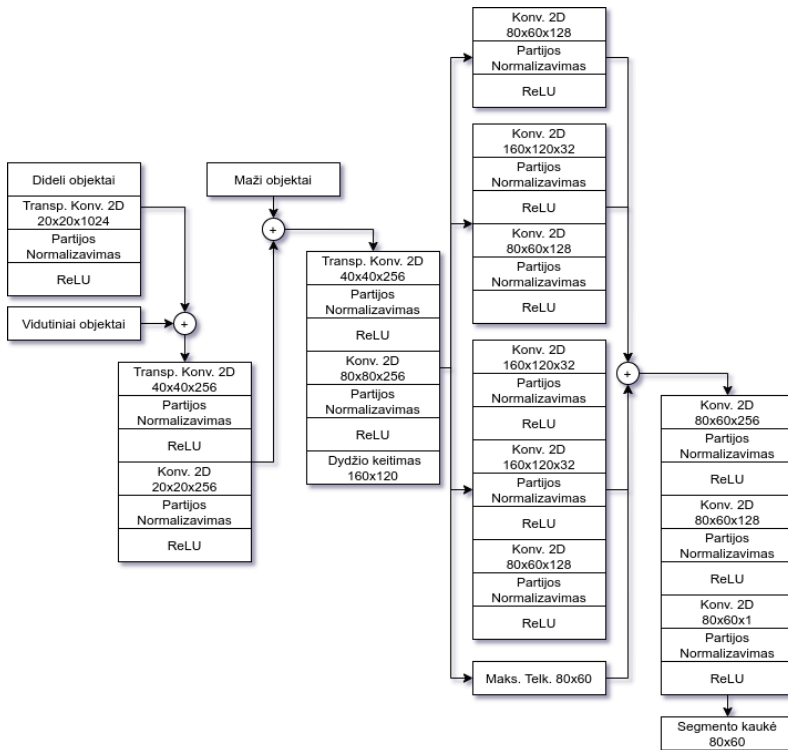 Dideli objektai
Transp. Konv. 2D
20x20x1024
Partijos
Normalizavimas
ReLU
Vidutiniai objektai
+
Transp. Konv. 2D
40x40x256
Partijos
Normalizavimas
ReLU
Konv. 2D
20x20x256
Partijos
Normalizavimas
ReLU
Maži objektai
+
Transp. Konv. 2D
40x40x256
Partijos
Normalizavimas
ReLU
Konv. 2D
80x80x256
Partijos
Normalizavimas
ReLU
Dydžio keitimas
160x120
Konv. 2D
80x60x128
Partijos
Normalizavimas
ReLU
Konv. 2D
160x120x32
Partijos
Normalizavimas
ReLU
Konv. 2D
80x60x128
Partijos
Normalizavimas
ReLU
Konv. 2D
160x120x32
Partijos
Normalizavimas
ReLU
Konv. 2D
160x120x32
Partijos
Normalizavimas
ReLU
Konv. 2D
80x60x128
Partijos
Normalizavimas
ReLU
Maks. Telk. 80x60
+
Konv. 2D
80x60x256
Partijos
Normalizavimas
ReLU
Konv. 2D
80x60x128
Partijos
Normalizavimas
ReLU
Konv. 2D
80x60x1
Partijos
Normalizavimas
ReLU
Segmento kaukė
80x60